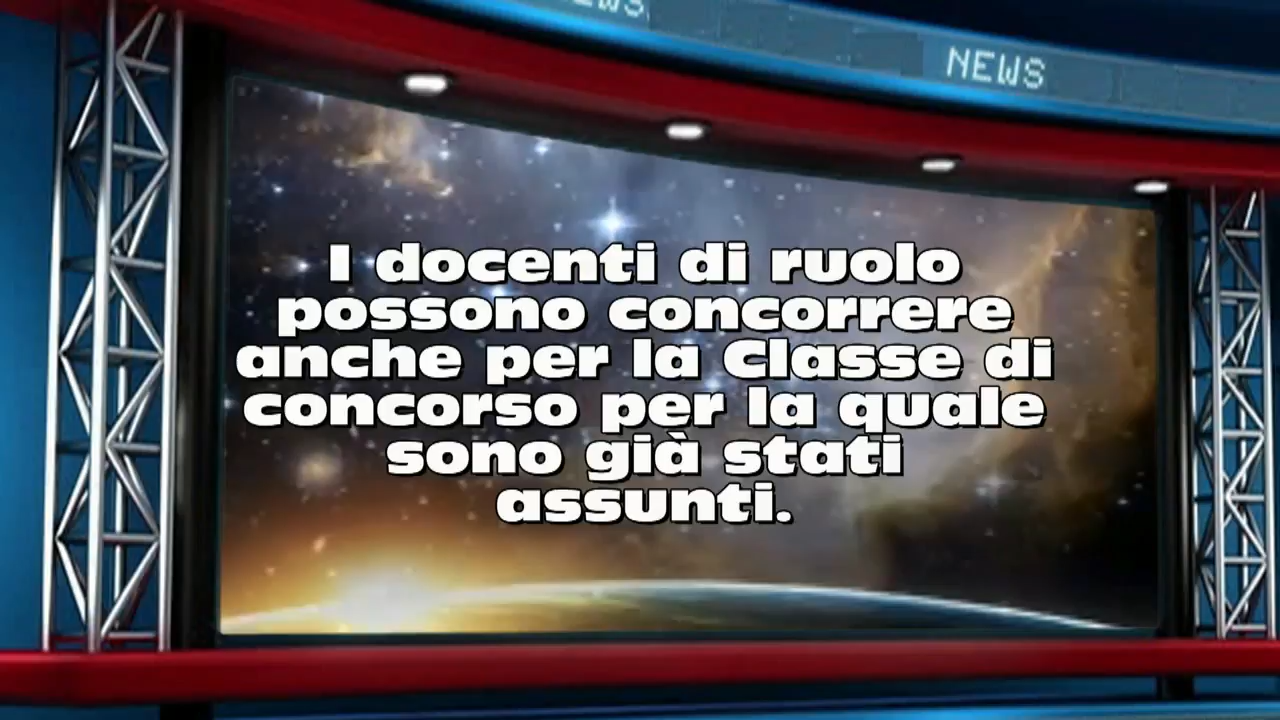 NEWS
I docenti di ruolo
possono concorrere
anche per la Classe di
concorso per la quale
sono già stati
assunti.